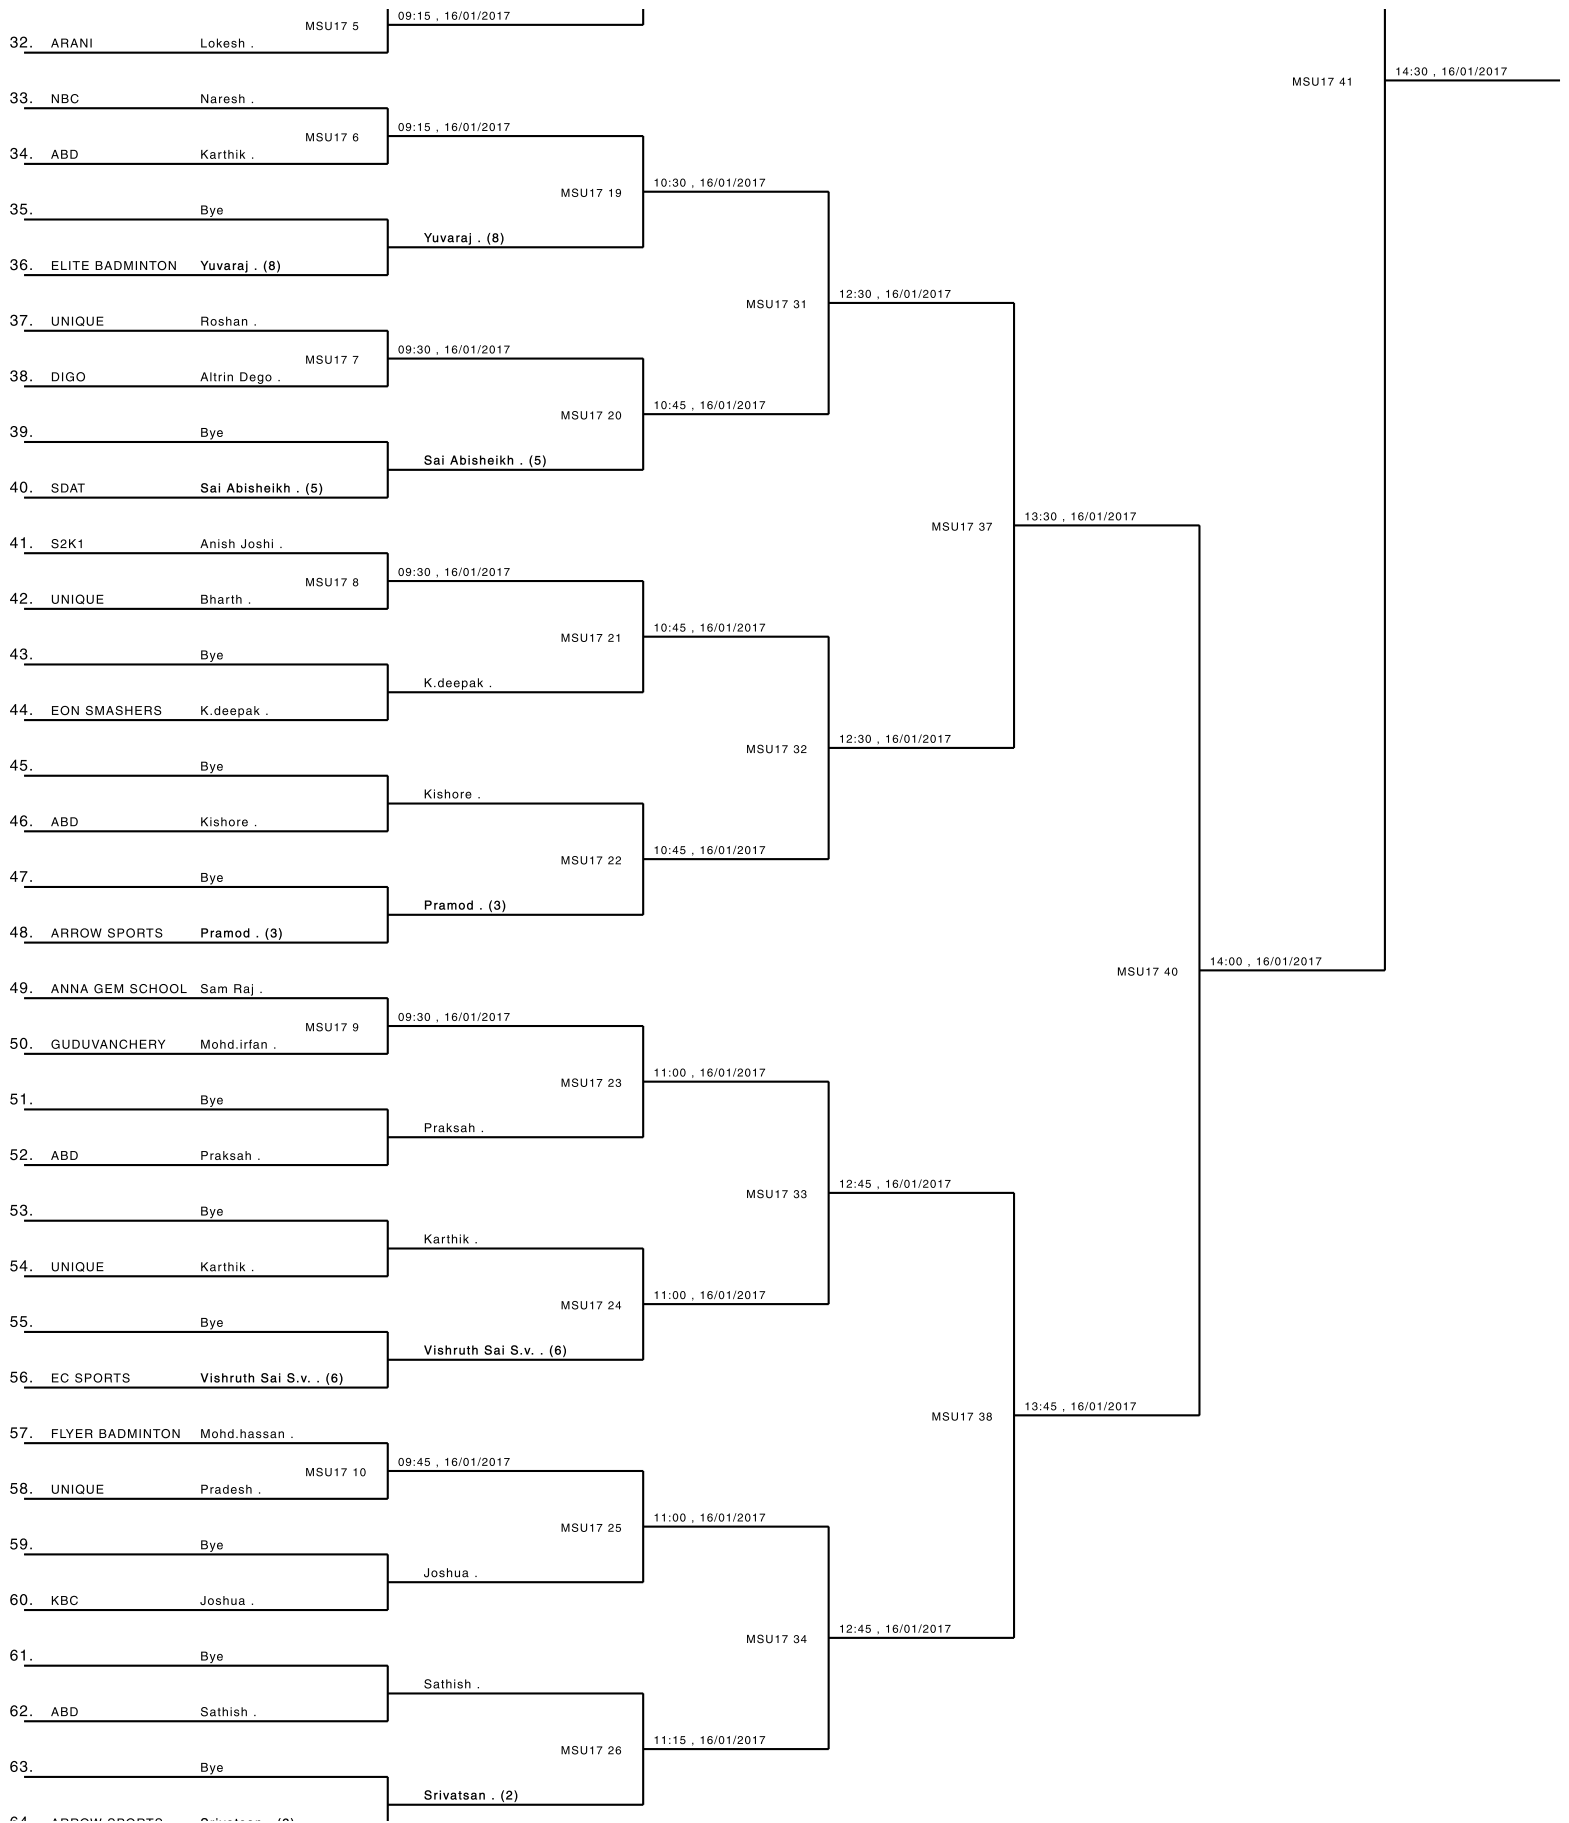 09:15 , 16/01/2017
MSU17 5
32. ARANI Lokesh .
14:30 , 16/01/2017
MSU17 41
33. NBC Naresh .
09:15 , 16/01/2017
MSU17 6
34. ABD Karthik .
10:30 , 16/01/2017
MSU17 19
35. Bye
Yuvaraj . (8)
36. ELITE BADMINTON Yuvaraj . (8)
12:30 , 16/01/2017
MSU17 31
37. UNIQUE Roshan .
09:30 , 16/01/2017
MSU17 7
38. DIGO Altrin Dego .
10:45 , 16/01/2017
MSU17 20
39. Bye
Sai Abisheikh . (5)
40. SDAT Sai Abisheikh . (5)
13:30 , 16/01/2017
MSU17 37
41. S2K1 Anish Joshi .
09:30 , 16/01/2017
MSU17 8
42. UNIQUE Bharth .
10:45 , 16/01/2017
MSU17 21
43. Bye
K.deepak .
44. EON SMASHERS K.deepak .
12:30 , 16/01/2017
MSU17 32
45. Bye
Kishore .
46. ABD Kishore .
10:45 , 16/01/2017
MSU17 22
47. Bye
Pramod . (3)
48. ARROW SPORTS Pramod . (3)
14:00 , 16/01/2017
MSU17 40
49. ANNA GEM SCHOOL Sam Raj .
09:30 , 16/01/2017
MSU17 9
50. GUDUVANCHERY Mohd.irfan .
11:00 , 16/01/2017
MSU17 23
51. Bye
Praksah .
52. ABD Praksah .
12:45 , 16/01/2017
MSU17 33
53. Bye
Karthik .
54. UNIQUE Karthik .
11:00 , 16/01/2017
MSU17 24
55. Bye
Vishruth Sai S.v. . (6)
56. EC SPORTS Vishruth Sai S.v. . (6)
13:45 , 16/01/2017
MSU17 38
57. FLYER BADMINTON Mohd.hassan .
09:45 , 16/01/2017
MSU17 10
58. UNIQUE Pradesh .
11:00 , 16/01/2017
MSU17 25
59. Bye
Joshua .
60. KBC Joshua .
12:45 , 16/01/2017
MSU17 34
61. Bye
Sathish .
62. ABD Sathish .
11:15 , 16/01/2017
MSU17 26
63. Bye
Srivatsan . (2)